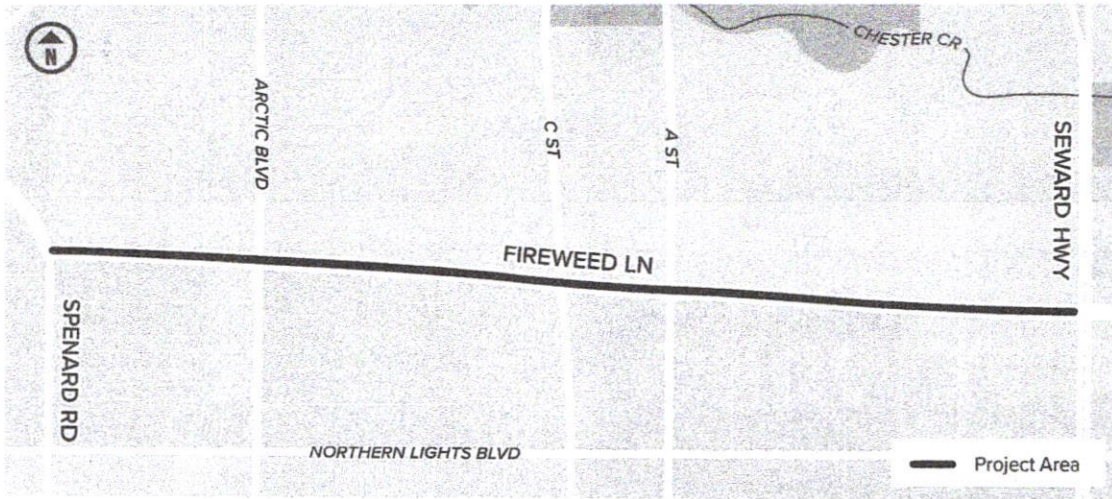 N
CHESTER CR
ARCTIC BLVD
C ST
A ST
SEWARD HWY
FIREWEED LN
SPENARD RD
NORTHERN LIGHTS BLVD
Project Area